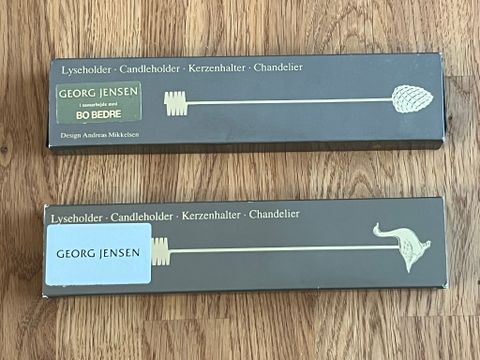 Lyseholder · Candleholder · Kerzenhalter · Chandelier
GEORG JENSEN
i samarbejde med
BO BEDRE
Design Andreas Mikkelsen
Lyseholder · Candleholder · Kerzenhalter · Chandelier
GEORG JENSEN